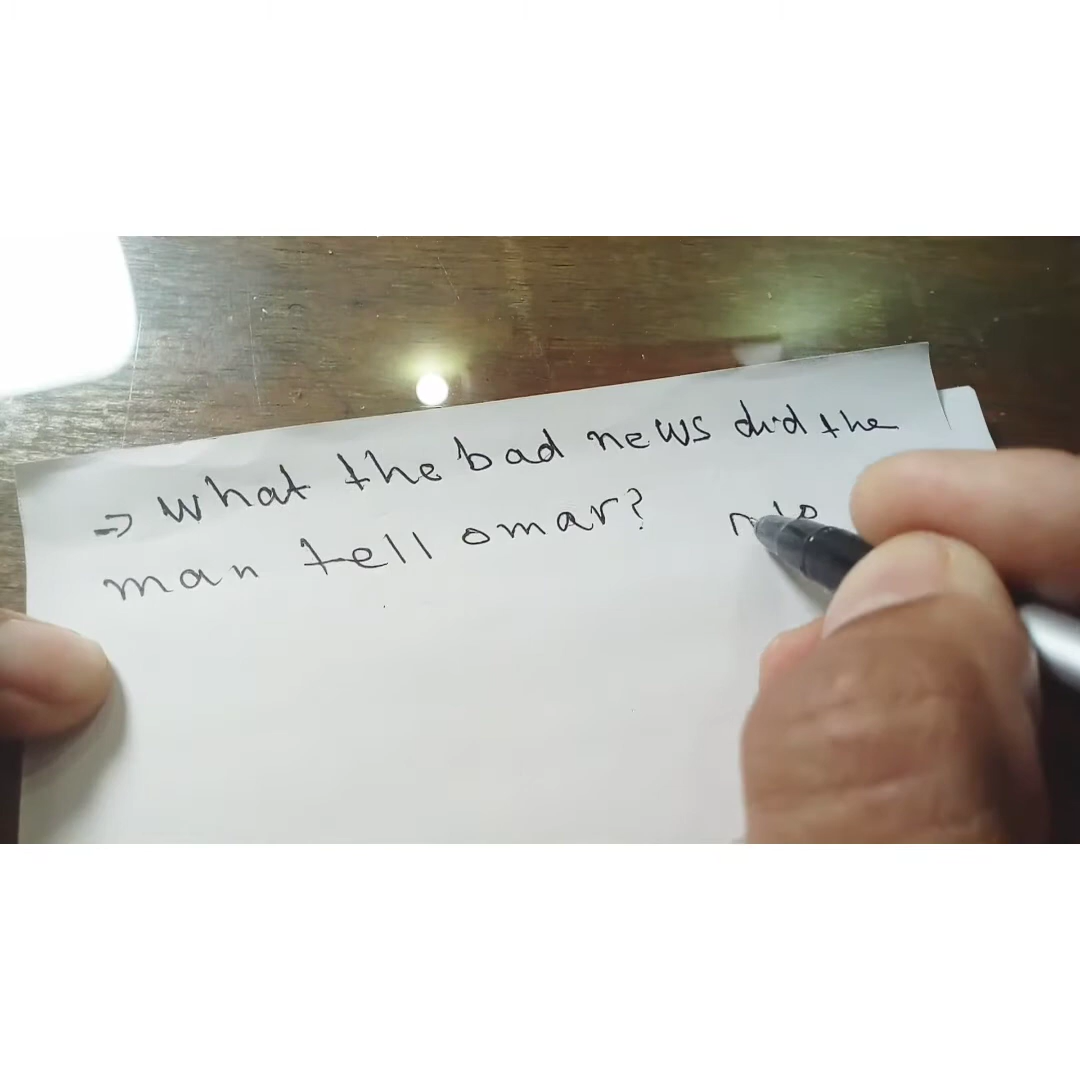 => What the bad news did the
man tell omar?